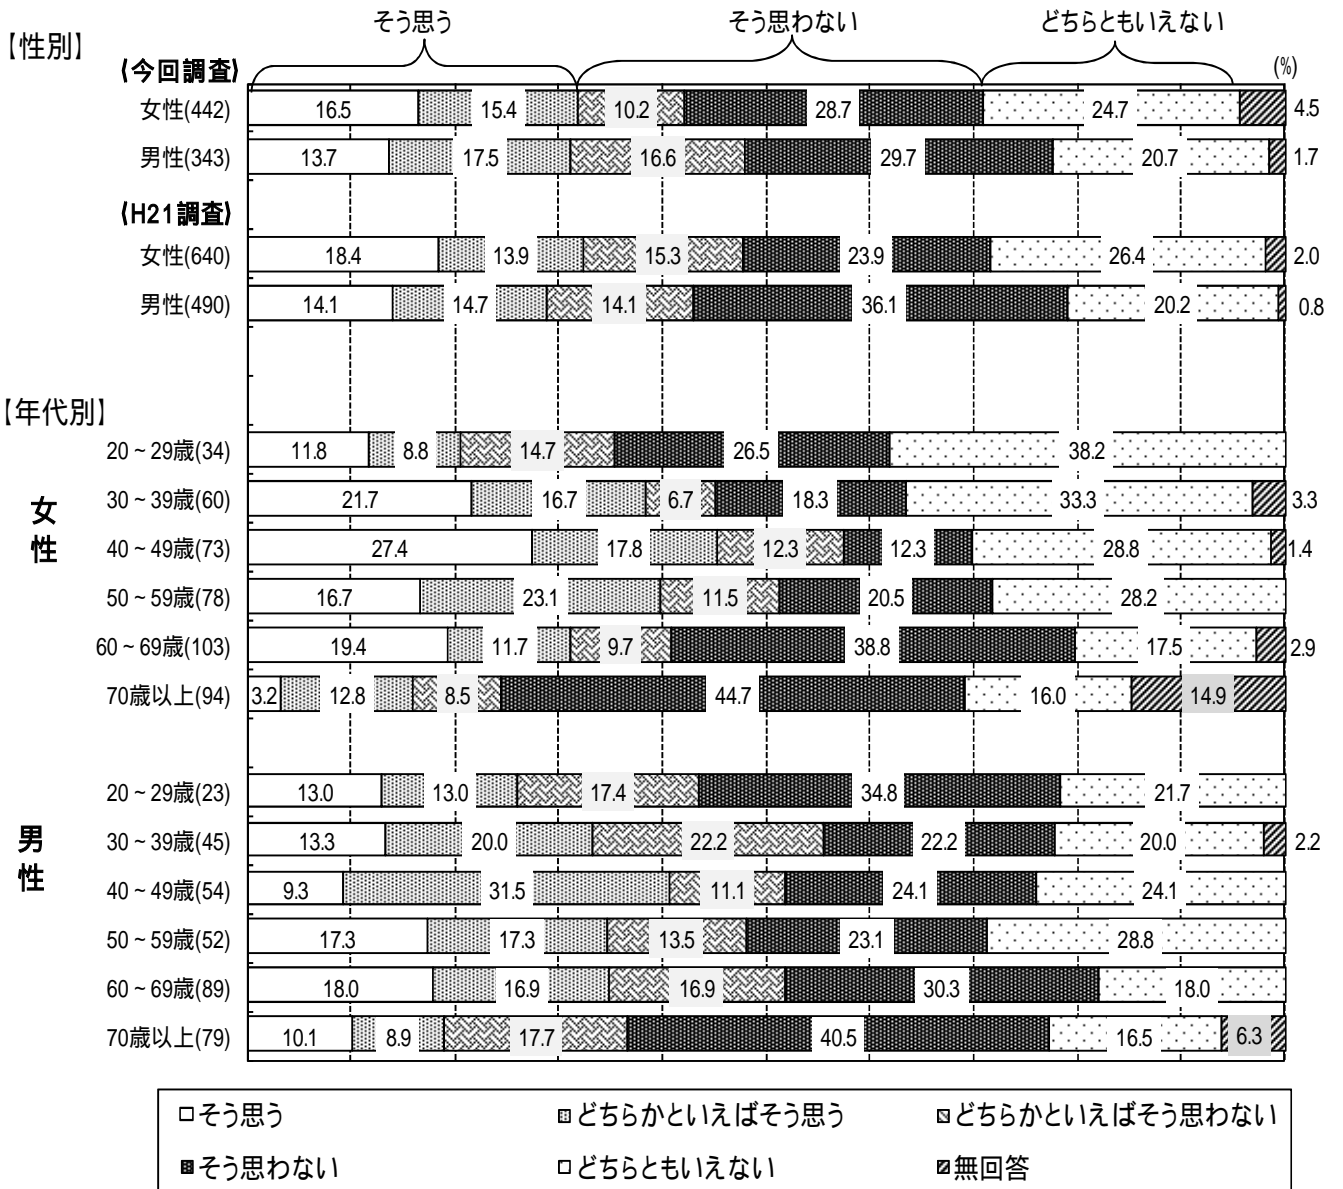 そう思う そう思わない どちらともいえない
【性別】
(%)
⟨今回調査⟩
女性(442) 16.5 15.4 10.2 28.7 24.7 4.5
男性(343) 13.7 17.5 16.6 29.7 20.7 1.7
⟨H21調査⟩
女性(640) 18.4 13.9 15.3 23.9 26.4 2.0
男性(490) 14.1 14.7 14.1 36.1 20.2 0.8
【年代別】
女性
20~29歳(34) 11.8 8.8 14.7 26.5 38.2
30~39歳(60) 21.7 16.7 6.7 18.3 33.3 3.3
40~49歳(73) 27.4 17.8 12.3 12.3 28.8 1.4
50~59歳(78) 16.7 23.1 11.5 20.5 28.2
60~69歳(103) 19.4 11.7 9.7 38.8 17.5 2.9
70歳以上(94) 3.2 12.8 8.5 44.7 16.0 14.9
男性
20~29歳(23) 13.0 13.0 17.4 34.8 21.7
30~39歳(45) 13.3 20.0 22.2 22.2 20.0 2.2
40~49歳(54) 9.3 31.5 11.1 24.1 24.1
50~59歳(52) 17.3 17.3 13.5 23.1 28.8
60~69歳(89) 18.0 16.9 16.9 30.3 18.0
70歳以上(79) 10.1 8.9 17.7 40.5 16.5 6.3
そう思う どちらかといえばそう思う どちらかといえばそう思わない
そう思わない どちらともいえない 無回答